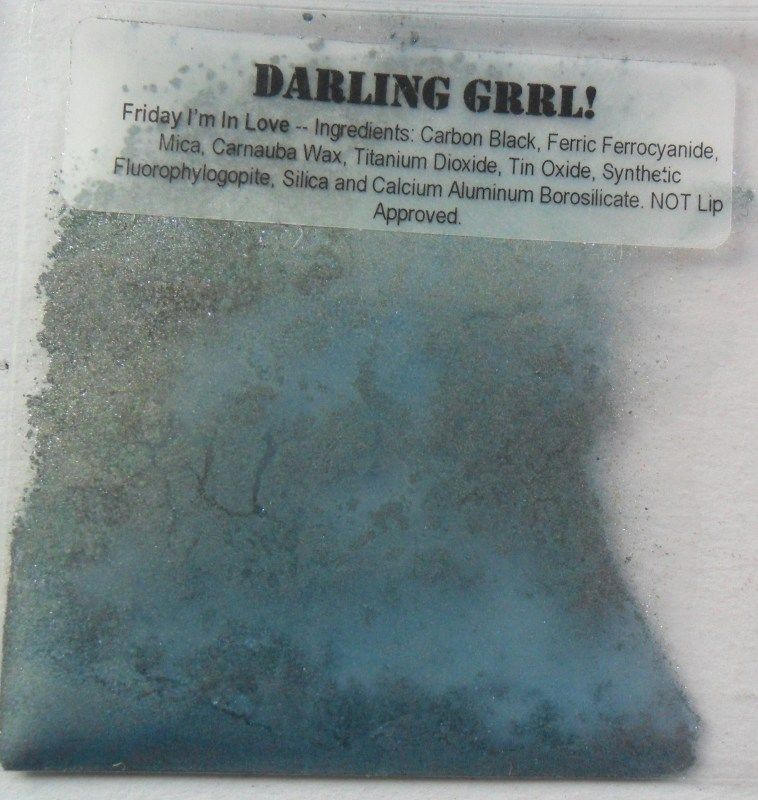 DARLING GRRL!
Friday I'm In Love -- Ingredients: Carbon Black, Ferric Ferrocyanide,
Mica, Carnauba Wax, Titanium Dioxide, Tin Oxide, Synthetic
Fluorophylogopite, Silica and Calcium Aluminum Borosilicate. NOT Lip
Approved.